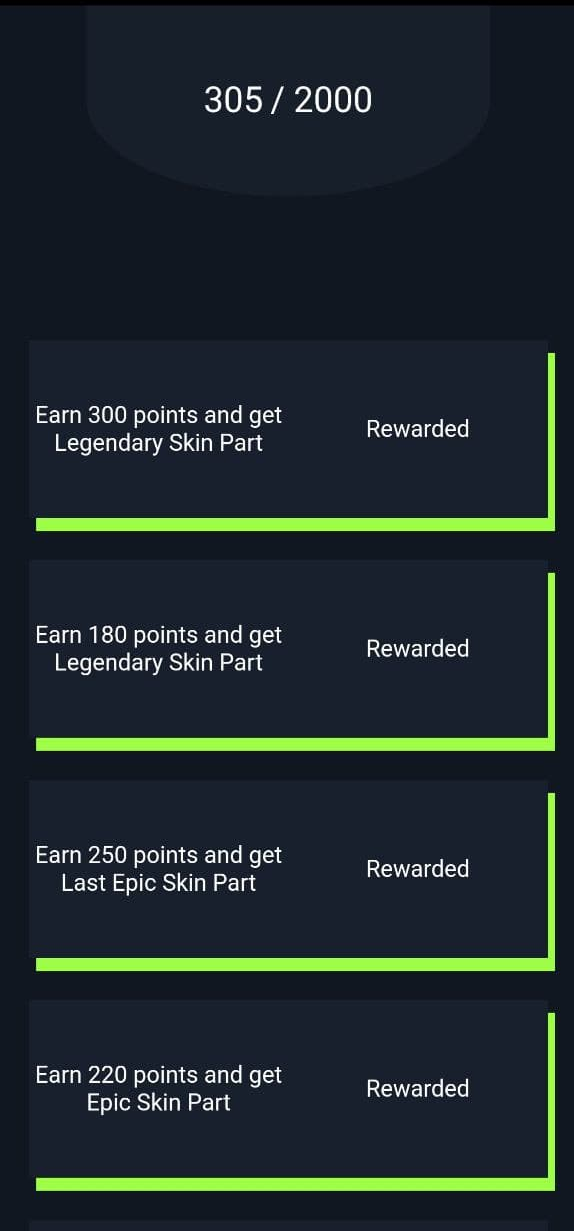 305 / 2000
Earn 300 points and get
Legendary Skin Part
Rewarded
Earn 180 points and get
Legendary Skin Part
Rewarded
Earn 250 points and get
Last Epic Skin Part
Rewarded
Earn 220 points and get
Epic Skin Part
Rewarded